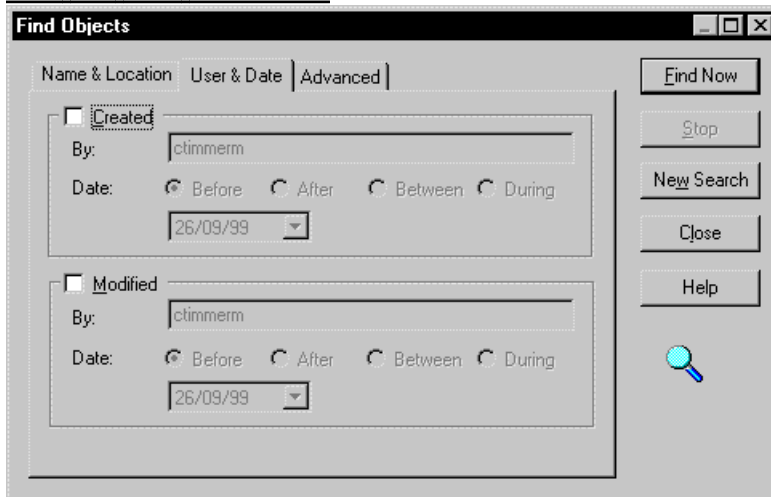 Find Objects
Name & Location User & Date Advanced
Created
By: ctimmerm
Date: Before After Between During
26/09/99
Modified
By: ctimmerm
Date: Before After Between During
26/09/99
Find Now
Stop
New Search
Close
Help